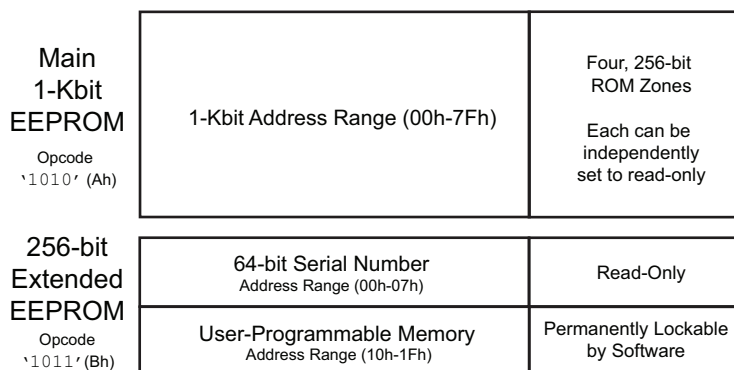 Main
1-Kbit
EEPROM
Opcode
'1010' (Ah)
1-Kbit Address Range (00h-7Fh)
Four, 256-bit
ROM Zones
Each can be
independently
set to read-only
256-bit
Extended
EEPROM
Opcode
'1011' (Bh)
64-bit Serial Number
Address Range (00h-07h)
Read-Only
User-Programmable Memory
Address Range (10h-1Fh)
Permanently Lockable
by Software